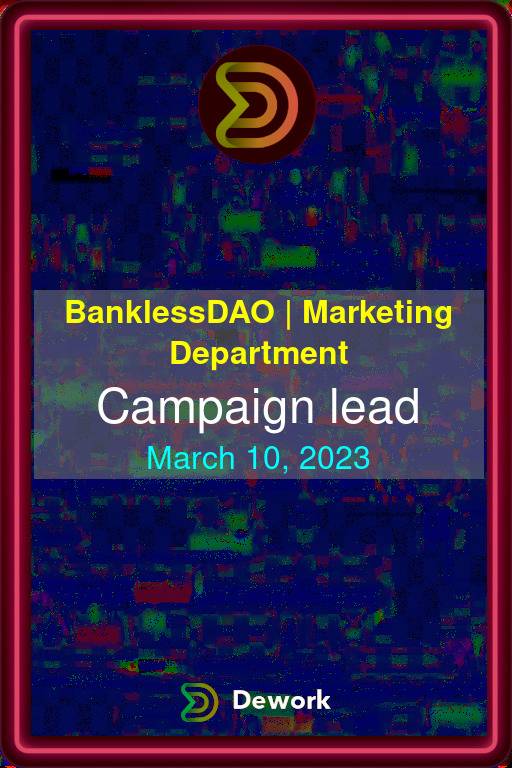 BanklessDAO | Marketing
Department
Campaign lead
March 10, 2023
Dework